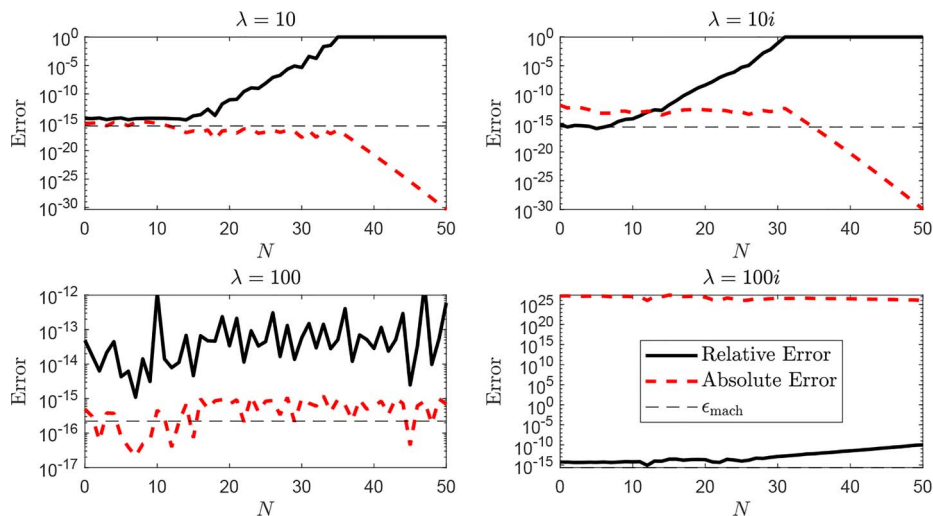 λ = 10
λ = 10i
10^0
10^-5
10^-10
10^-15
10^-20
10^-25
10^-30
Error
0 10 20 30 40 50
N
10^0
10^-5
10^-10
10^-15
10^-20
10^-25
10^-30
Error
0 10 20 30 40 50
N
λ = 100
λ = 100i
10^-12
10^-13
10^-14
10^-15
10^-16
10^-17
Error
0 10 20 30 40 50
N
10^25
10^20
10^15
10^10
10^5
10^0
10^-5
10^-10
10^-15
Error
Relative Error
Absolute Error
ϵ_mach
0 10 20 30 40 50
N